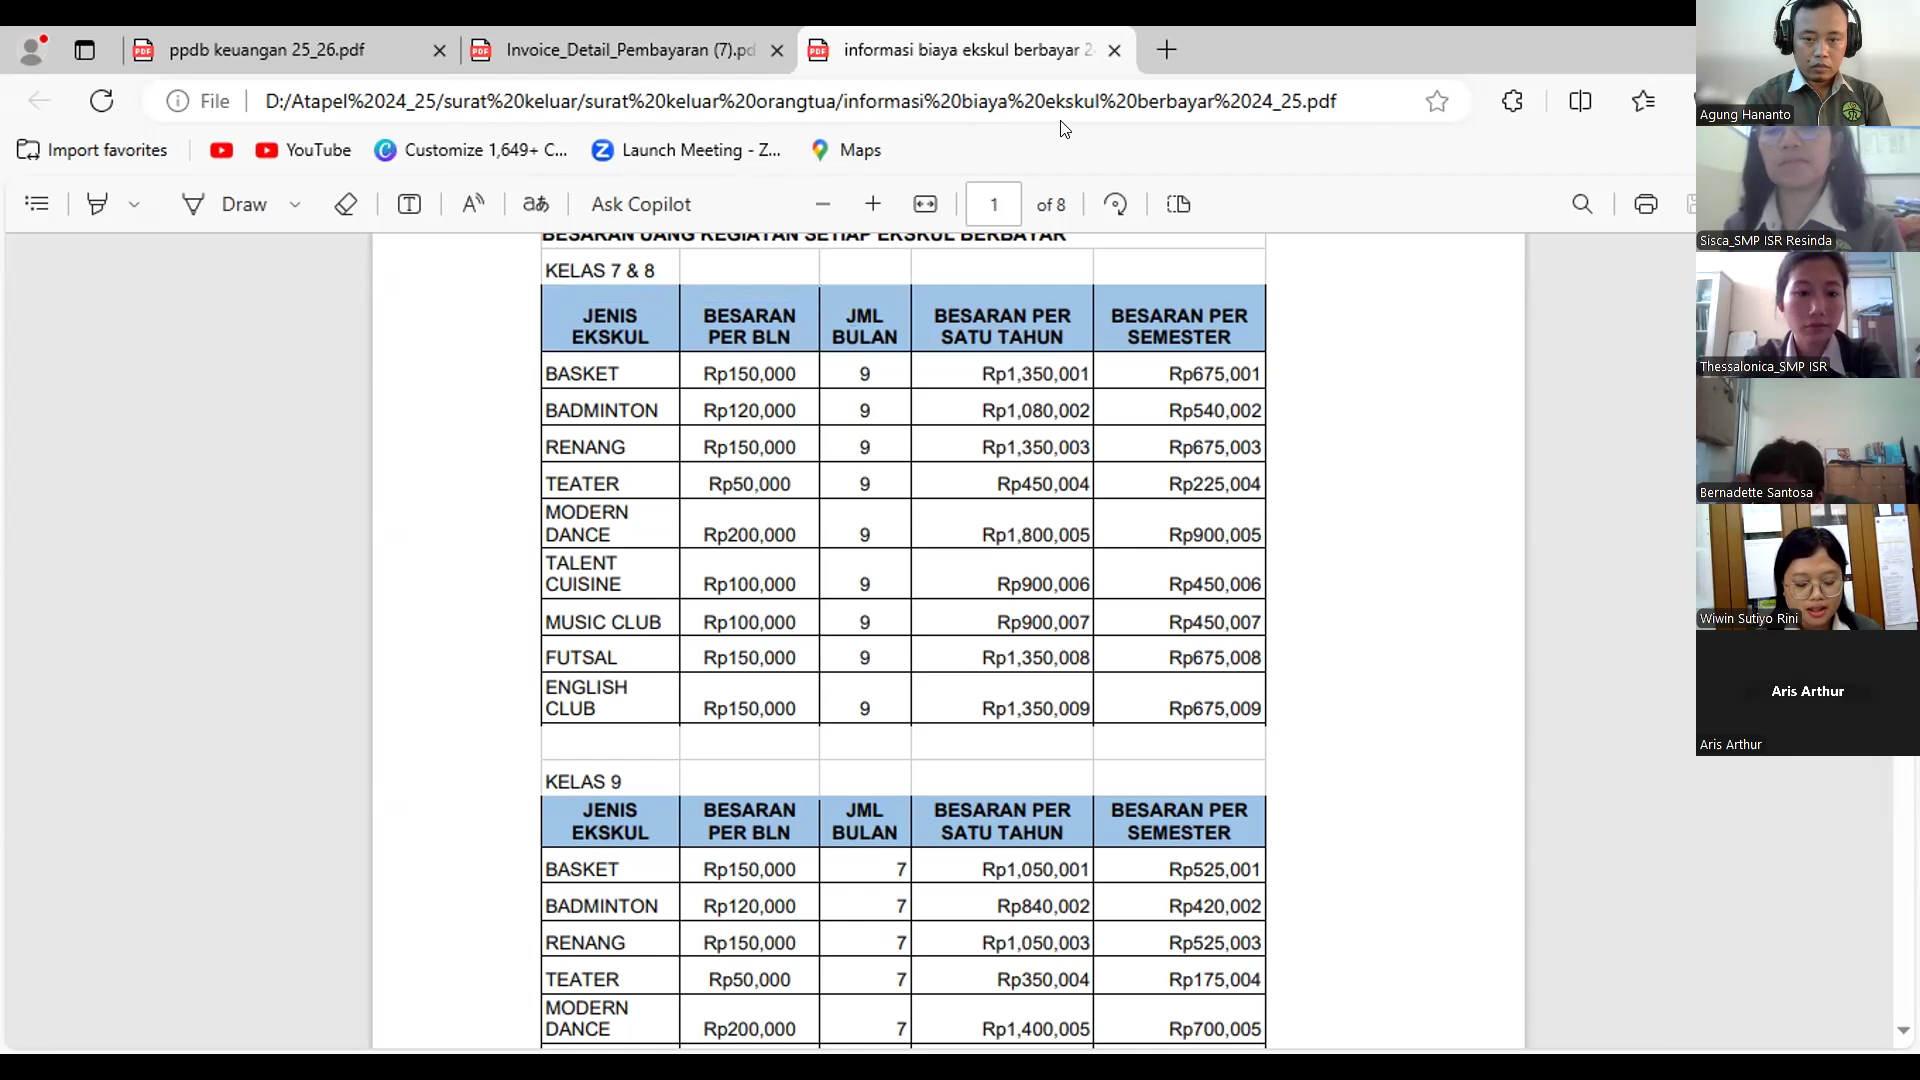 ppdb keuangan 25_26.pdf
Invoice_Detail_Pembayaran (7).pd
informasi biaya ekskul berbayar 2
File
D:/Atapel%2024_25/surat%20keluar/surat%20keluar%20orangtua/informasi%20biaya%20ekskul%20berbayar%2024_25.pdf
Import favorites
YouTube
Customize 1,649+ C...
Launch Meeting - Z...
Maps
Draw
Ask Copilot
1 of 8
BESARAN UANG KEGIATAN SETIAP EKSKUL BERBAYAR
KELAS 7 & 8
JENIS EKSKUL BESARAN PER BLN JML BULAN BESARAN PER SATU TAHUN BESARAN PER SEMESTER
BASKET Rp150,000 9 Rp1,350,001 Rp675,001
BADMINTON Rp120,000 9 Rp1,080,002 Rp540,002
RENANG Rp150,000 9 Rp1,350,003 Rp675,003
TEATER Rp50,000 9 Rp450,004 Rp225,004
MODERN DANCE Rp200,000 9 Rp1,800,005 Rp900,005
TALENT CUISINE Rp100,000 9 Rp900,006 Rp450,006
MUSIC CLUB Rp100,000 9 Rp900,007 Rp450,007
FUTSAL Rp150,000 9 Rp1,350,008 Rp675,008
ENGLISH CLUB Rp150,000 9 Rp1,350,009 Rp675,009
KELAS 9
JENIS EKSKUL BESARAN PER BLN JML BULAN BESARAN PER SATU TAHUN BESARAN PER SEMESTER
BASKET Rp150,000 7 Rp1,050,001 Rp525,001
BADMINTON Rp120,000 7 Rp840,002 Rp420,002
RENANG Rp150,000 7 Rp1,050,003 Rp525,003
TEATER Rp50,000 7 Rp350,004 Rp175,004
MODERN DANCE Rp200,000 7 Rp1,400,005 Rp700,005
Agung Hananto
Sisca_SMP ISR Resinda
Thessalonica_SMP ISR
Bernadette Santosa
Wiwin Sutiyo Rini
Aris Arthur
Aris Arthur